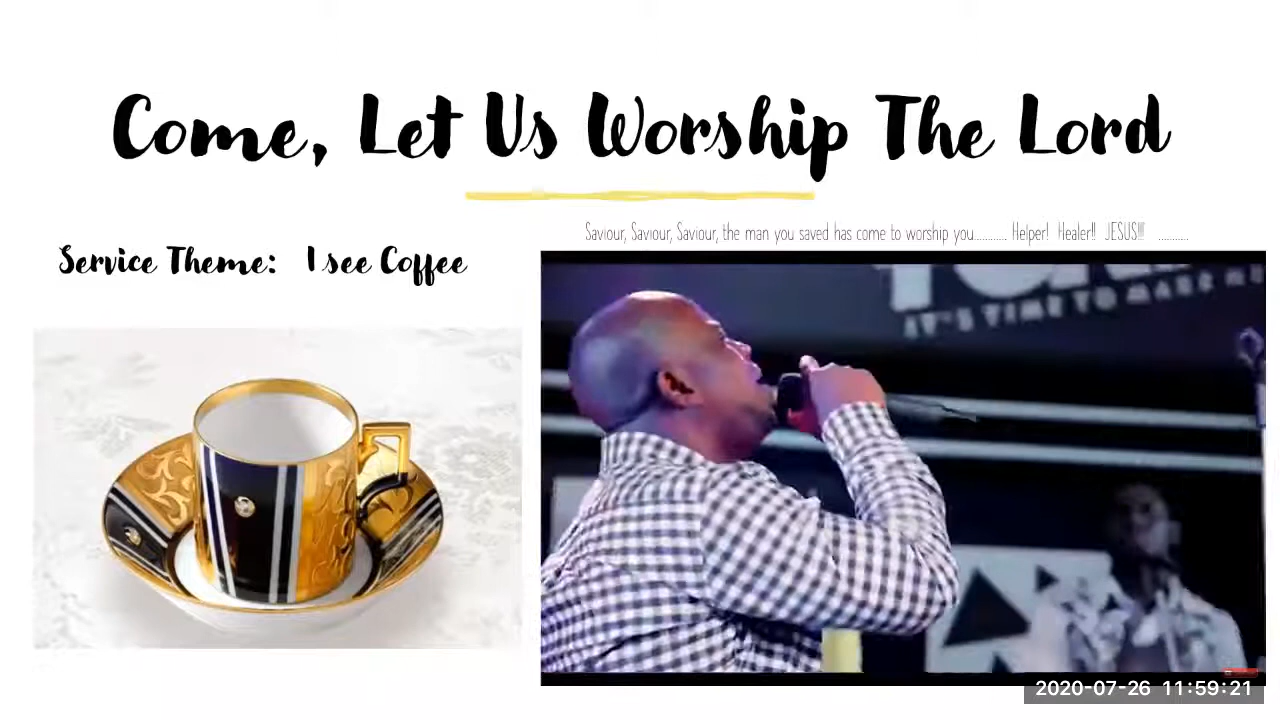 Come, Let Us Worship The Lord
Saviour, Saviour, Saviour, the man you saved has come to worship you........... Helper! Healer!! JESUS!!! ...........
Service Theme: I see Coffee
IT'S TIME TO MAKE
2020-07-26 11:59:21